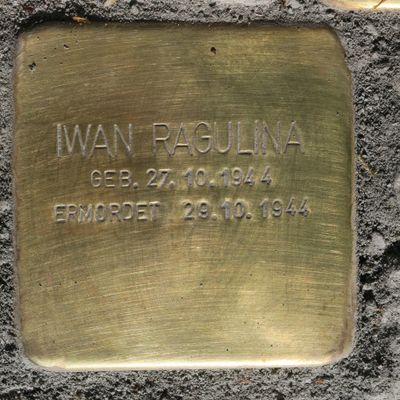 IWAN RAGULINA
GEB. 27.10.1944
ERMORDET 29.10.1944